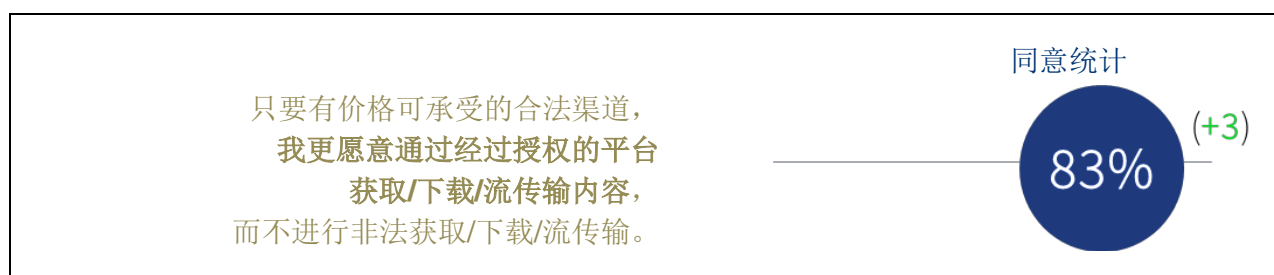 同意统计
只要有价格可承受的合法渠道，
我更愿意通过经过授权的平台
获取/下载/流传输内容，
而不进行非法获取/下载/流传输。
83%
(+3)